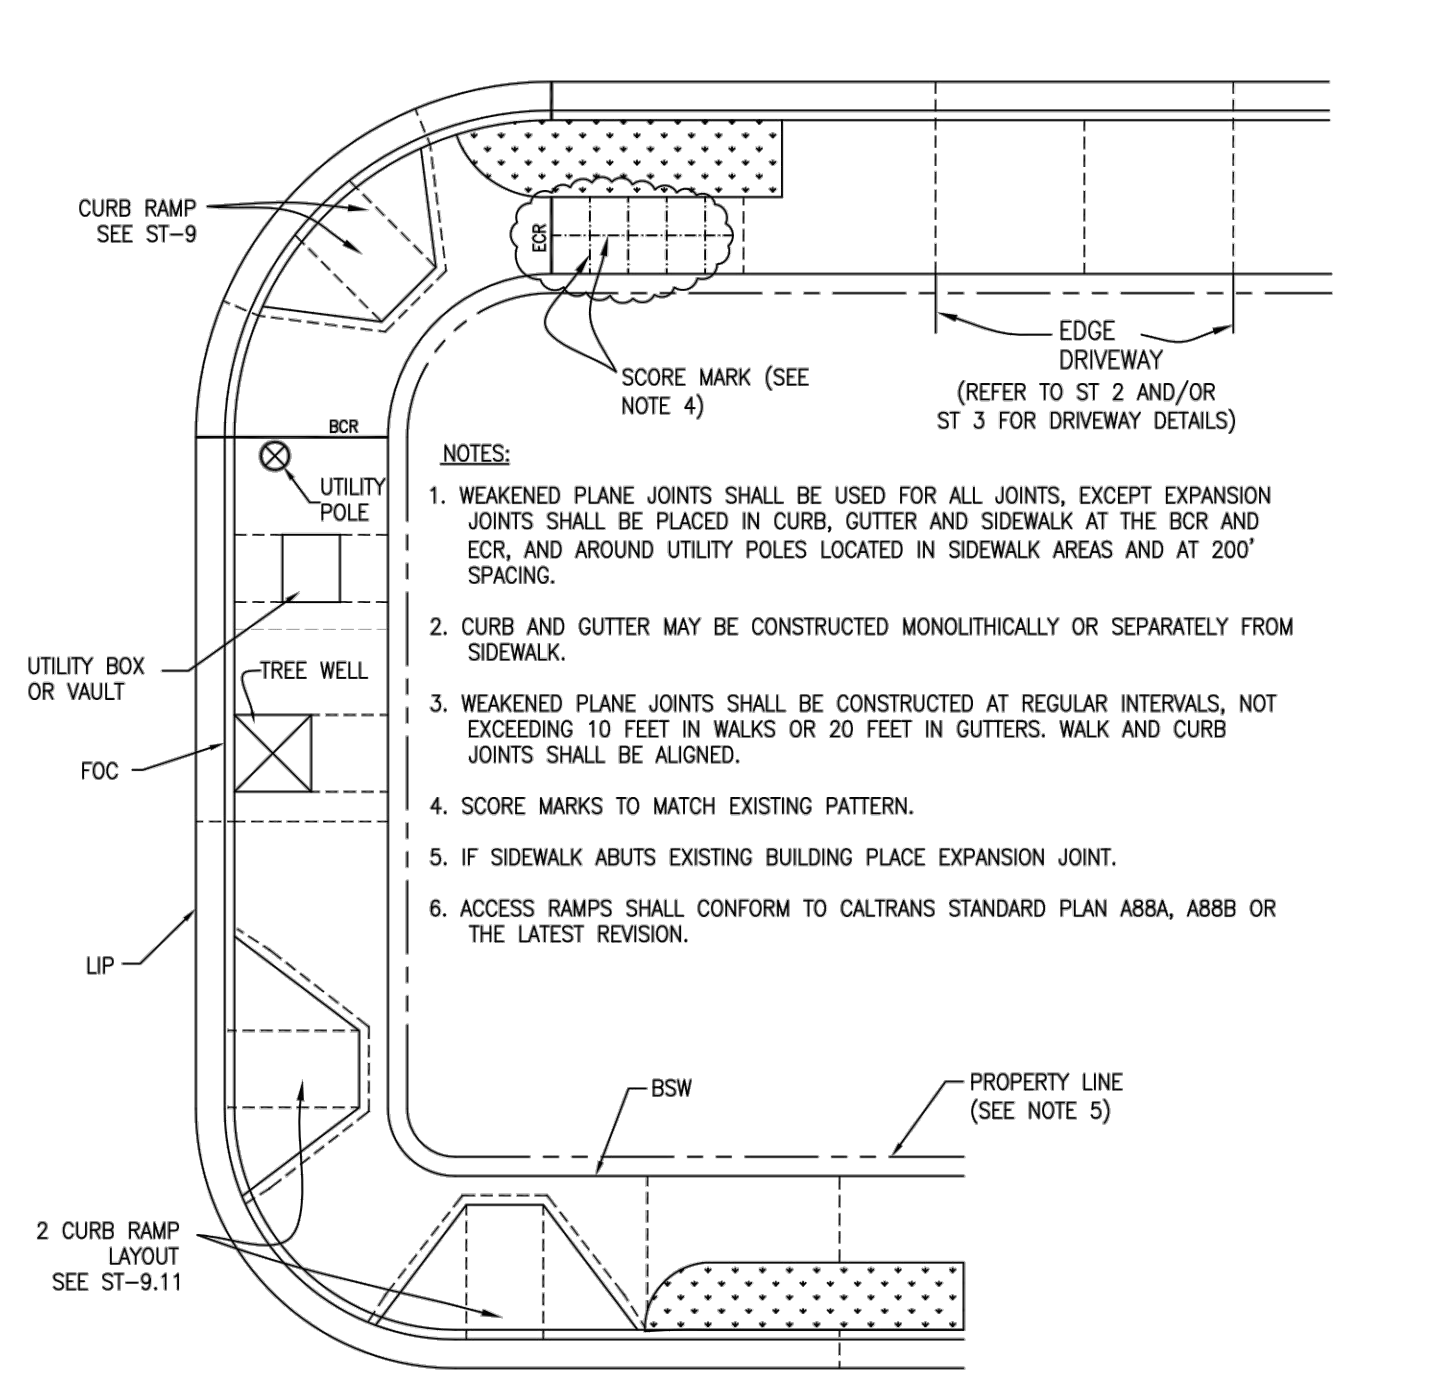 CURB RAMP
SEE ST-9
ECR
SCORE MARK (SEE
NOTE 4)
EDGE
DRIVEWAY
(REFER TO ST 2 AND/OR
ST 3 FOR DRIVEWAY DETAILS)
BCR
UTILITY
POLE
NOTES:
1. WEAKENED PLANE JOINTS SHALL BE USED FOR ALL JOINTS, EXCEPT EXPANSION
JOINTS SHALL BE PLACED IN CURB, GUTTER AND SIDEWALK AT THE BCR AND
ECR, AND AROUND UTILITY POLES LOCATED IN SIDEWALK AREAS AND AT 200'
SPACING.
2. CURB AND GUTTER MAY BE CONSTRUCTED MONOLITHICALLY OR SEPARATELY FROM
SIDEWALK.
3. WEAKENED PLANE JOINTS SHALL BE CONSTRUCTED AT REGULAR INTERVALS, NOT
EXCEEDING 10 FEET IN WALKS OR 20 FEET IN GUTTERS. WALK AND CURB
JOINTS SHALL BE ALIGNED.
4. SCORE MARKS TO MATCH EXISTING PATTERN.
5. IF SIDEWALK ABUTS EXISTING BUILDING PLACE EXPANSION JOINT.
6. ACCESS RAMPS SHALL CONFORM TO CALTRANS STANDARD PLAN A88A, A88B OR
THE LATEST REVISION.
UTILITY BOX
OR VAULT
TREE WELL
FOC
LIP
BSW
PROPERTY LINE
(SEE NOTE 5)
2 CURB RAMP
LAYOUT
SEE ST-9.11